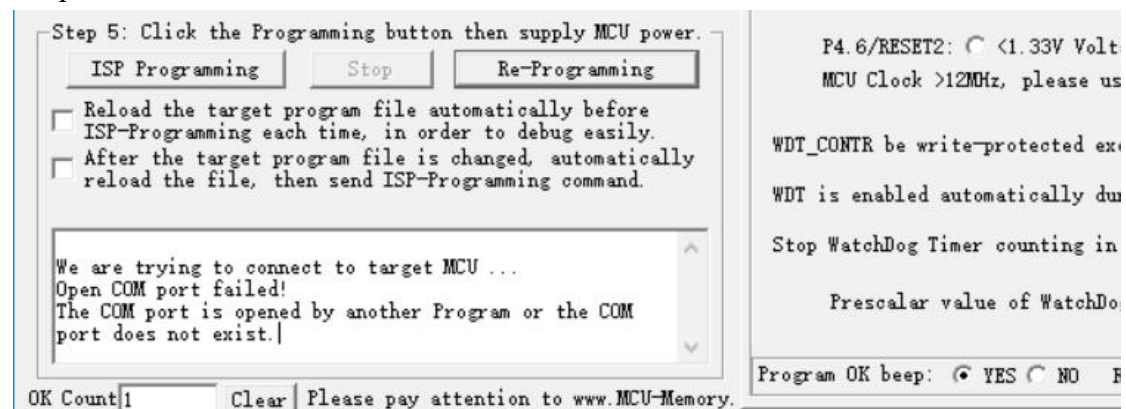 Step 5: Click the Programming button then supply MCU power.
ISP Programming Stop Re-Programming
Reload the target program file automatically before
ISP-Programming each time, in order to debug easily.
After the target program file is changed, automatically
reload the file, then send ISP-Programming command.
We are trying to connect to target MCU ...
Open COM port failed!
The COM port is opened by another Program or the COM
port does not exist.
OK Count 1 Clear Please pay attention to www.MCU-Memory.
P4.6/RESET2: <1.33V Volt
MCU Clock >12MHz, please us
WDT_CONTR be write-protected exc
WDT is enabled automatically dur
Stop WatchDog Timer counting in
Prescalar value of WatchDog
Program OK beep: YES NO R